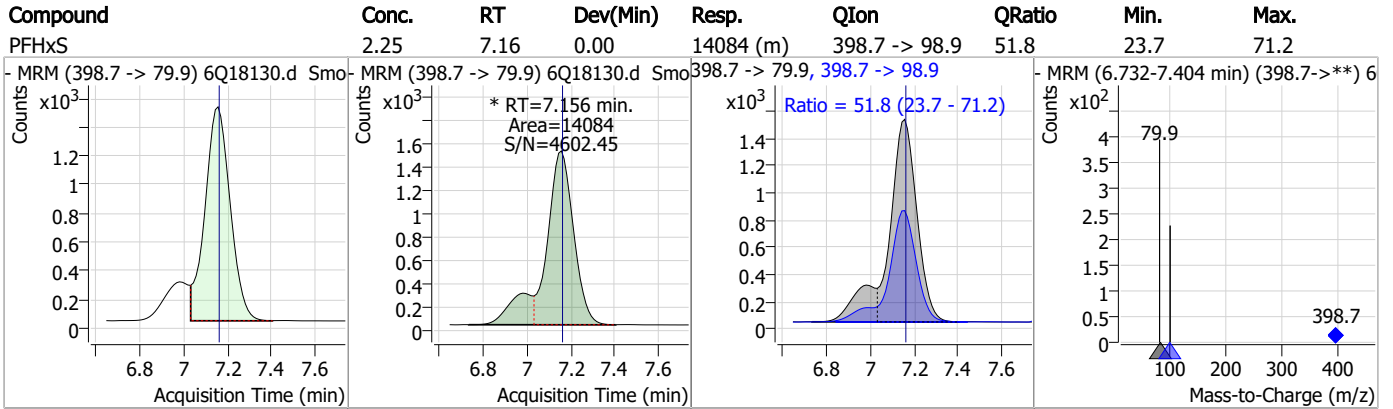 Compound Conc. RT Dev(Min) Resp. QIon QRatio Min. Max.
PFHxS 2.25 7.16 0.00 14084 (m) 398.7 -> 98.9 51.8 23.7 71.2
- MRM (398.7 -> 79.9) 6Q18130.d Smo
Counts
x10³
1.2
1
0.8
0.6
0.4
0.2
0
6.8 7 7.2 7.4 7.6
Acquisition Time (min)
- MRM (398.7 -> 79.9) 6Q18130.d Smo
Counts
x10³
* RT=7.156 min.
Area=14084
S/N=4602.45
1.6
1.4
1.2
1
0.8
0.6
0.4
0.2
0
6.8 7 7.2 7.4 7.6
Acquisition Time (min)
398.7 -> 79.9, 398.7 -> 98.9
Counts
x10³
Ratio = 51.8 (23.7 - 71.2)
1.4
1.2
1
0.8
0.6
0.4
0.2
0
6.8 7 7.2 7.4 7.6
Acquisition Time (min)
- MRM (6.732-7.404 min) (398.7->**) 6
Counts
x10²
79.9
4
3.5
3
2.5
2
1.5
1
0.5
0
398.7
100 200 300 400
Mass-to-Charge (m/z)